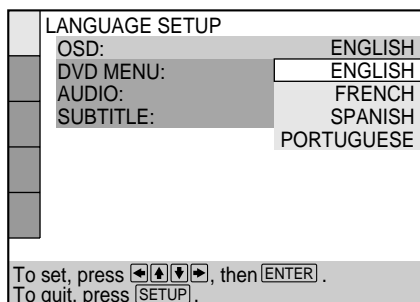 LANGUAGE SETUP
OSD: ENGLISH
DVD MENU: ENGLISH
AUDIO: FRENCH
SUBTITLE: SPANISH
PORTUGUESE
To set, press ←↑↓→, then ENTER.
To quit, press SETUP.